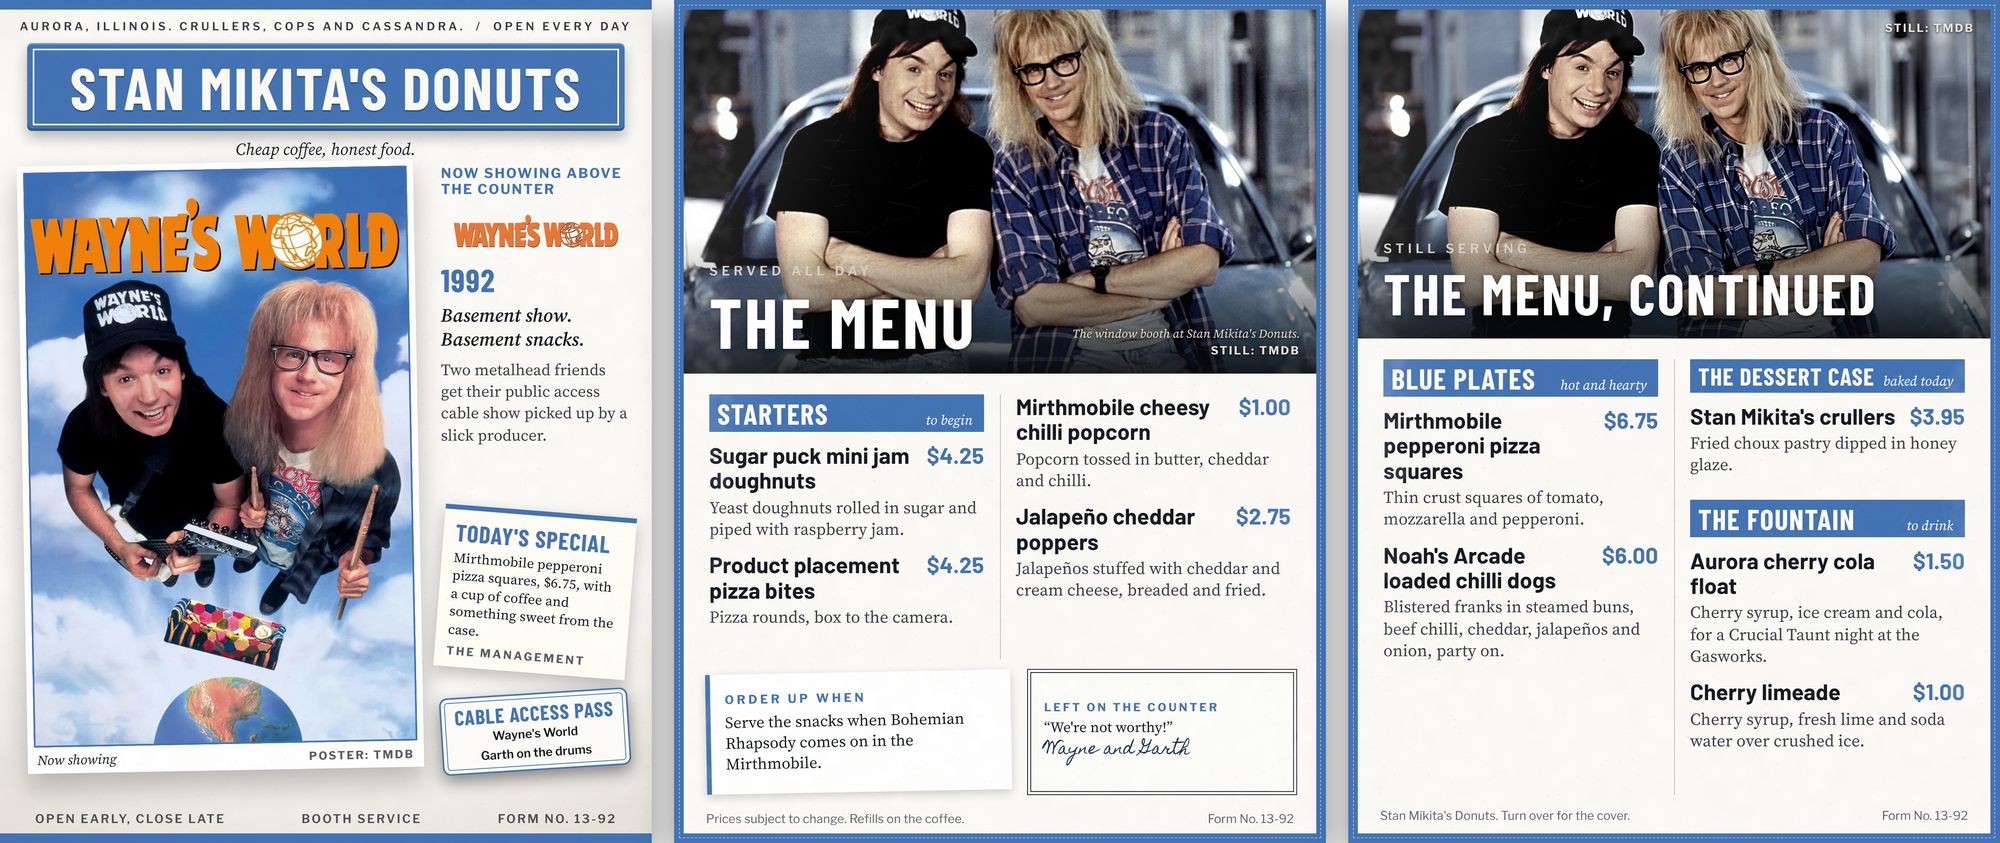 AURORA, ILLINOIS. CRULLERS, COPS AND CASSANDRA. / OPEN EVERY DAY
STAN MIKITA'S DONUTS
Cheap coffee, honest food.
WAYNE'S WORLD
WAYNE'S
WORLD
Now showing
POSTER: TMDB
NOW SHOWING ABOVE
THE COUNTER
WAYNE'S WORLD
1992
Basement show.
Basement snacks.
Two metalhead friends
get their public access
cable show picked up by a
slick producer.
TODAY'S SPECIAL
Mirthmobile pepperoni
pizza squares, $6.75, with
a cup of coffee and
something sweet from the
case.
THE MANAGEMENT
CABLE ACCESS PASS
Wayne's World
Garth on the drums
OPEN EARLY, CLOSE LATE
BOOTH SERVICE
FORM NO. 13-92
WORLD
SERVED ALL DAY
THE MENU
The window booth at Stan Mikita's Donuts.
STILL: TMDB
STARTERS
to begin
Sugar puck mini jam $4.25
doughnuts
Yeast doughnuts rolled in sugar and
piped with raspberry jam.
Product placement $4.25
pizza bites
Pizza rounds, box to the camera.
Mirthmobile cheesy $1.00
chilli popcorn
Popcorn tossed in butter, cheddar
and chilli.
Jalapeño cheddar $2.75
poppers
Jalapeños stuffed with cheddar and
cream cheese, breaded and fried.
ORDER UP WHEN
Serve the snacks when Bohemian
Rhapsody comes on in the
Mirthmobile.
LEFT ON THE COUNTER
“We're not worthy!”
Wayne and Garth
Prices subject to change. Refills on the coffee.
Form No. 13-92
WORLD
STILL: TMDB
STILL SERVING
THE MENU, CONTINUED
BLUE PLATES
hot and hearty
Mirthmobile $6.75
pepperoni pizza
squares
Thin crust squares of tomato,
mozzarella and pepperoni.
Noah's Arcade $6.00
loaded chilli dogs
Blistered franks in steamed buns,
beef chilli, cheddar, jalapeños and
onion, party on.
THE DESSERT CASE
baked today
Stan Mikita's crullers $3.95
Fried choux pastry dipped in honey
glaze.
THE FOUNTAIN
to drink
Aurora cherry cola $1.50
float
Cherry syrup, ice cream and cola,
for a Crucial Taunt night at the
Gasworks.
Cherry limeade $1.00
Cherry syrup, fresh lime and soda
water over crushed ice.
Stan Mikita's Donuts. Turn over for the cover.
Form No. 13-92